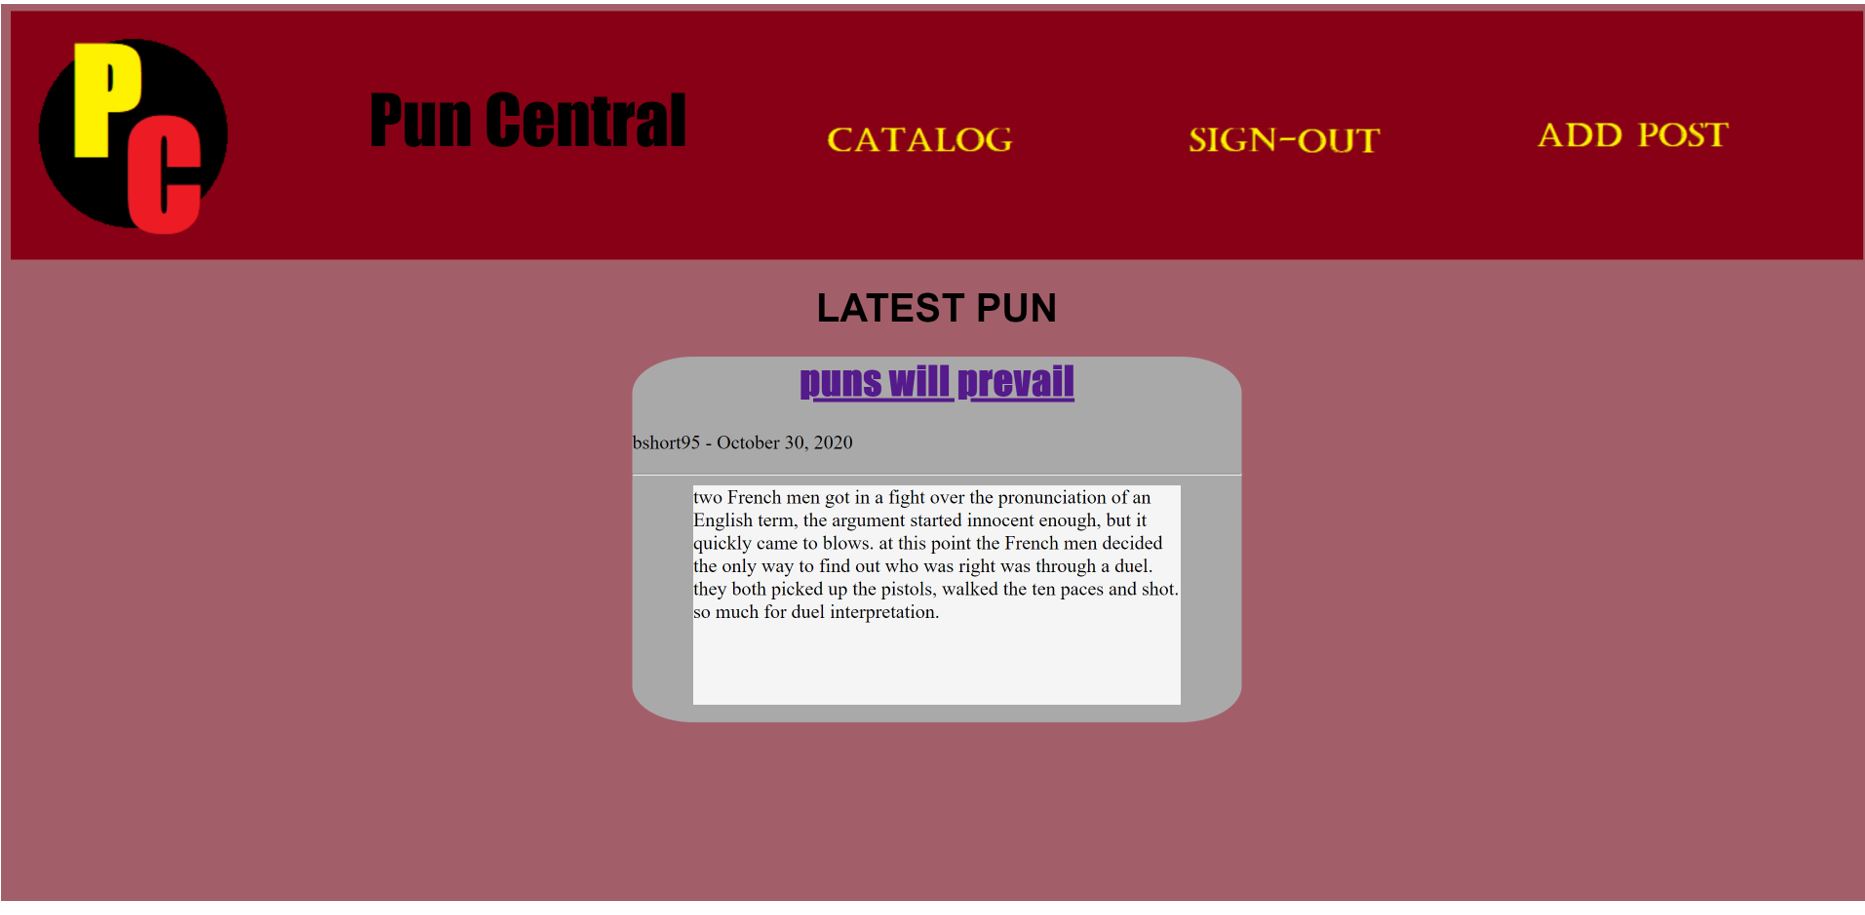 PC
Pun Central
CATALOG
SIGN-OUT
ADD POST
LATEST PUN
puns will prevail
bshort95 - October 30, 2020
two French men got in a fight over the pronunciation of an
English term, the argument started innocent enough, but it
quickly came to blows. at this point the French men decided
the only way to find out who was right was through a duel.
they both picked up the pistols, walked the ten paces and shot.
so much for duel interpretation.